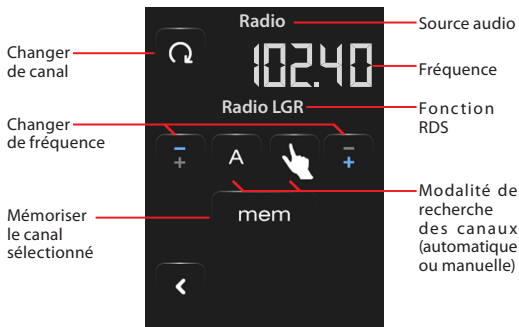 Radio
Source audio
Changer
de canal
102.40
Fréquence
Radio LGR
Fonction
RDS
Changer
de fréquence
-
+
A
-
+
Modalité de
recherche
des canaux
(automatique
ou manuelle)
Mémoriser
le canal
sélectionné
mem